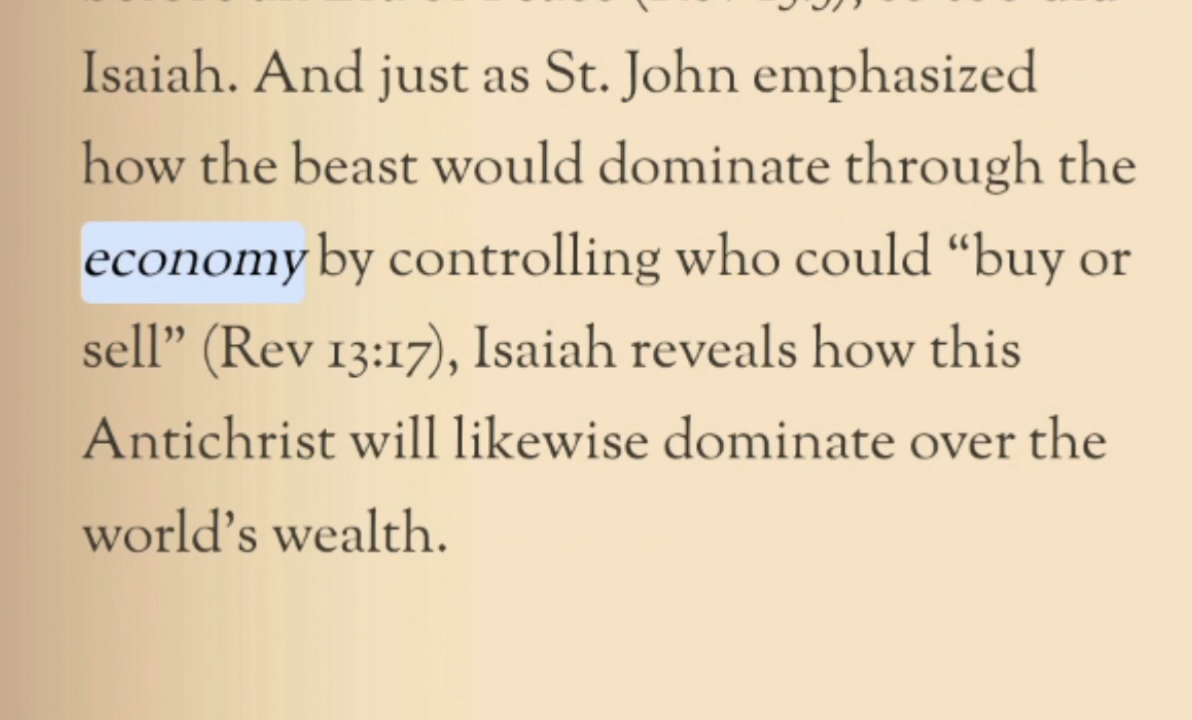 Isaiah. And just as St. John emphasized
how the beast would dominate through the
economy by controlling who could “buy or
sell” (Rev 13:17), Isaiah reveals how this
Antichrist will likewise dominate over the
world’s wealth.